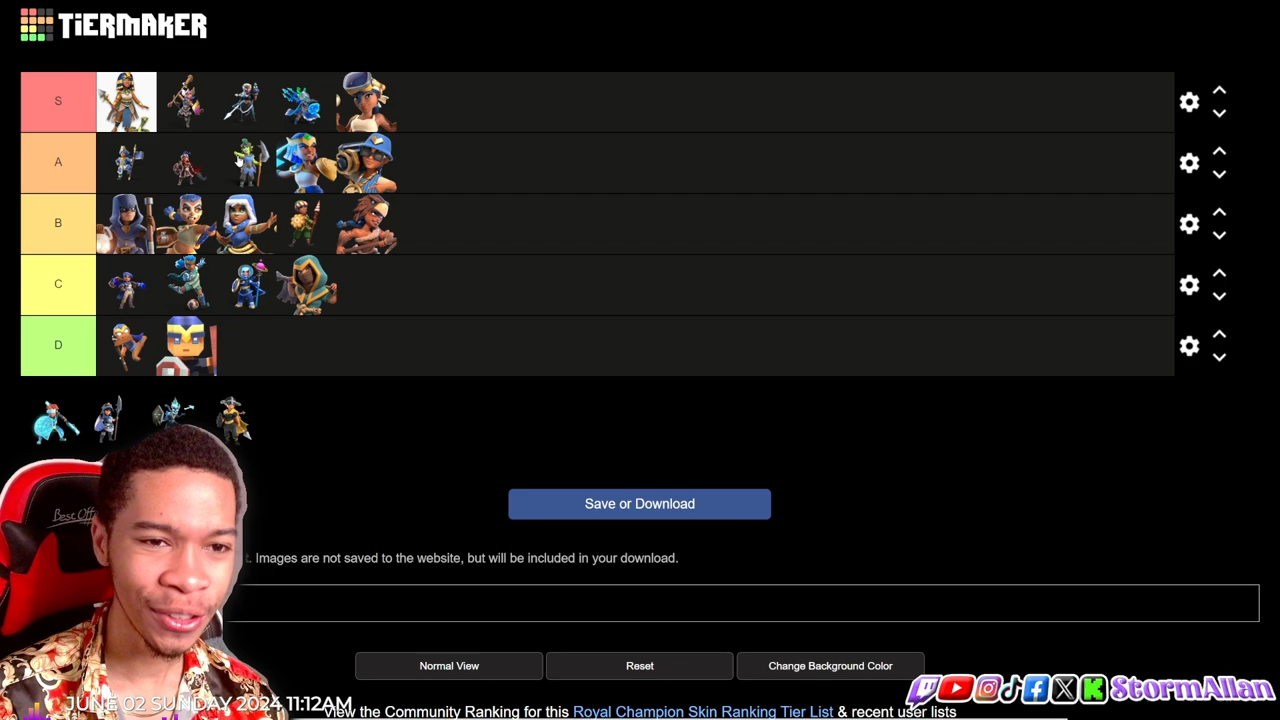 TiERMAKER
S
A
B
C
D
Best Off
Save or Download
t. Images are not saved to the website, but will be included in your download.
Normal View
Reset
Change Background Color
JUNE 02 SUNDAY 2024 11:12AM
StormAllan
View the Community Ranking for this Royal Champion Skin Ranking Tier List & recent user lists